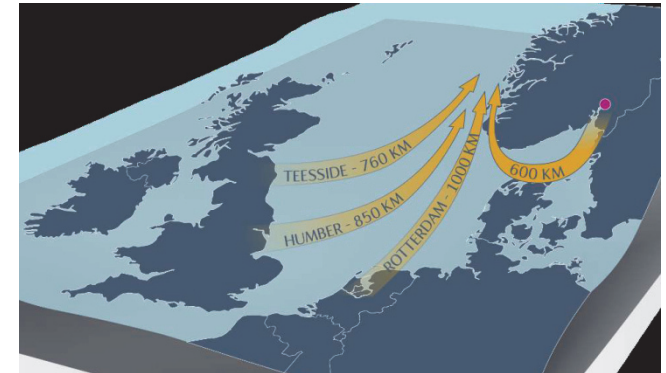 TEESSIDE - 760 KM
HUMBER - 850 KM
ROTTERDAM - 1000 KM
600 KM